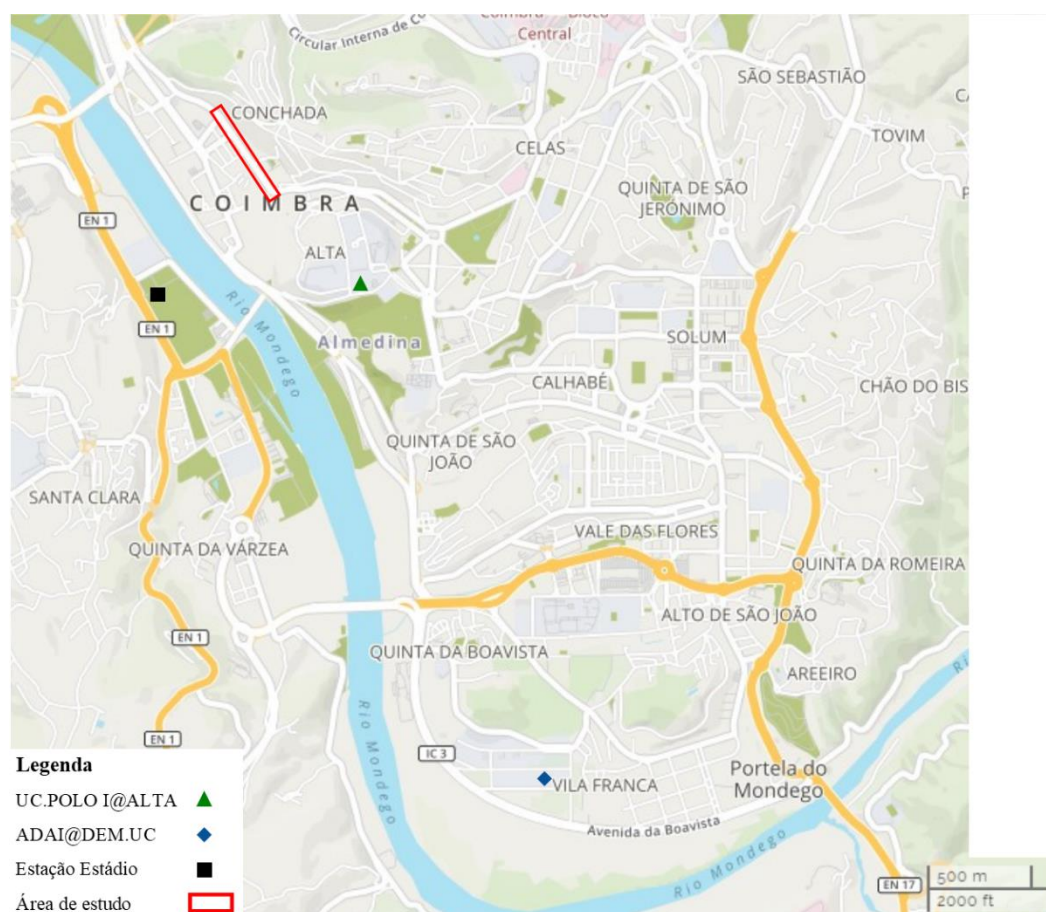 Circular Interna de Co
Coimbra - Bloco
Central
SÃO SEBASTIÃO
CONCHADA
TOVIM
CELAS
QUINTA DE SÃO
JERÓNIMO
COIMBRA
EN 1
ALTA
Rio Mondego
EN 1
Almedina
SOLUM
CALHABÉ
CHÃO DO BIS
QUINTA DE SÃO
JOÃO
SANTA CLARA
VALE DAS FLORES
QUINTA DA VÁRZEA
QUINTA DA ROMEIRA
ALTO DE SÃO JOÃO
EN 1
QUINTA DA BOAVISTA
AREEIRO
Rio Mondego
EN 1
IC 3
Portela do
Mondego
VILA FRANCA
Avenida da Boavista
Rio Mondego
EN 17
500 m
2000 ft
Legenda
UC.POLO I@ALTA
ADAI@DEM.UC
Estação Estádio
Área de estudo